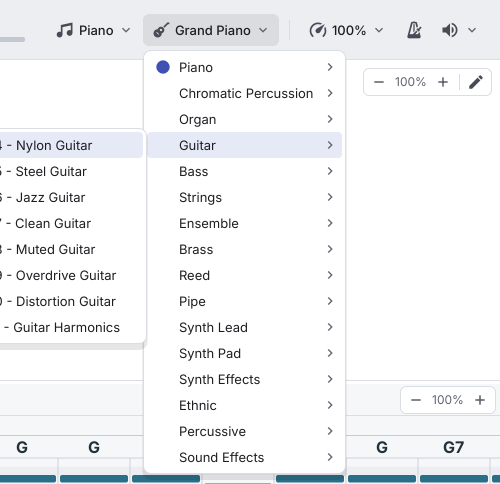 Piano Grand Piano 100%
Piano
Chromatic Percussion
Organ
Guitar
Bass
Strings
Ensemble
Brass
Reed
Pipe
Synth Lead
Synth Pad
Synth Effects
Ethnic
Percussive
Sound Effects
- Nylon Guitar
- Steel Guitar
- Jazz Guitar
- Clean Guitar
- Muted Guitar
- Overdrive Guitar
- Distortion Guitar
- Guitar Harmonics
− 100% +
− 100% +
G G G G7